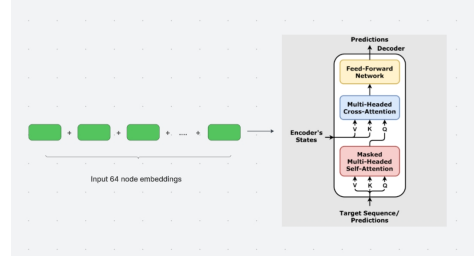 Predictions
Decoder
Feed-Forward
Network
Multi-Headed
Cross-Attention
V K Q
Encoder's
States
Masked
Multi-Headed
Self-Attention
V K Q
Target Sequence/
Predictions
+ + + ..... +
Input 64 node embeddings